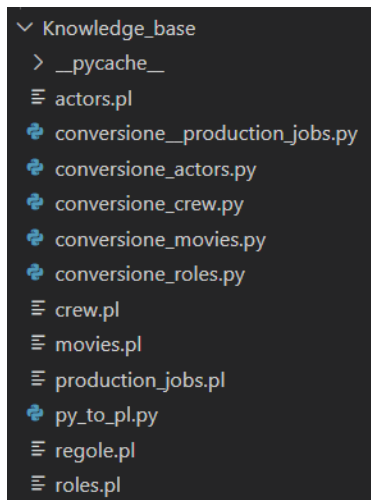 Knowledge_base
__pycache__
actors.pl
conversione__production_jobs.py
conversione_actors.py
conversione_crew.py
conversione_movies.py
conversione_roles.py
crew.pl
movies.pl
production_jobs.pl
py_to_pl.py
regole.pl
roles.pl